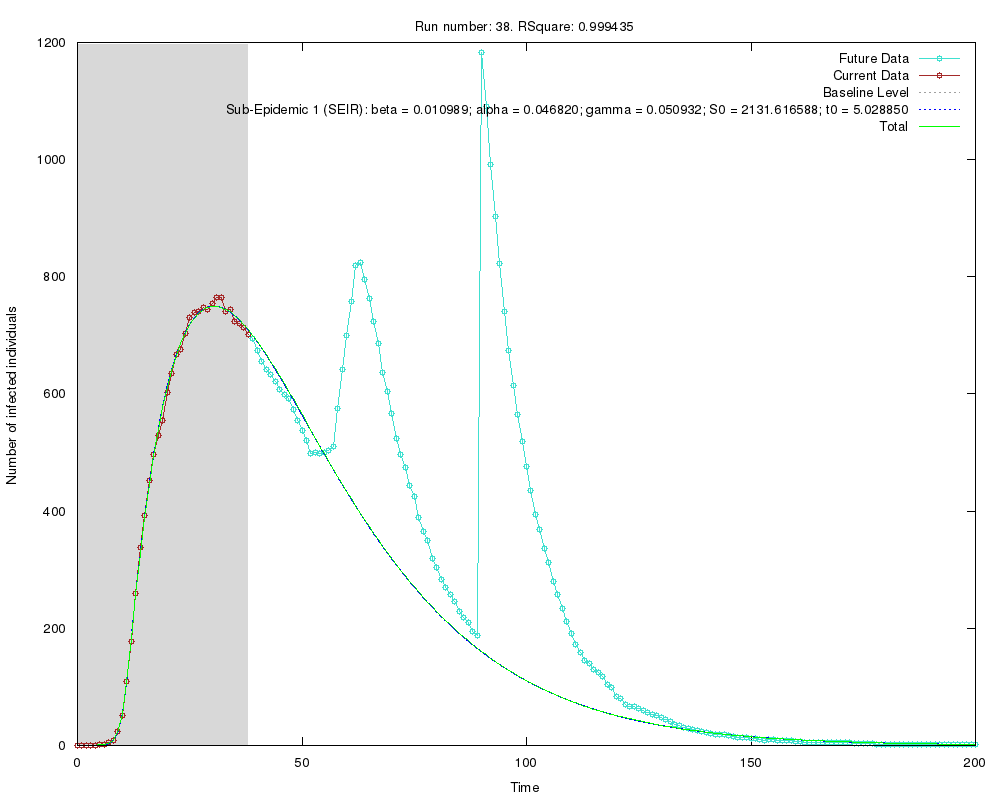 Run number: 38. RSquare: 0.999435
1200
1000
800
600
400
200
0
Number of infected individuals
Future Data
Current Data
Baseline Level
Sub-Epidemic 1 (SEIR): beta = 0.010989; alpha = 0.046820; gamma = 0.050932; S0 = 2131.616588; t0 = 5.028850
Total
0 50 100 150 200
Time